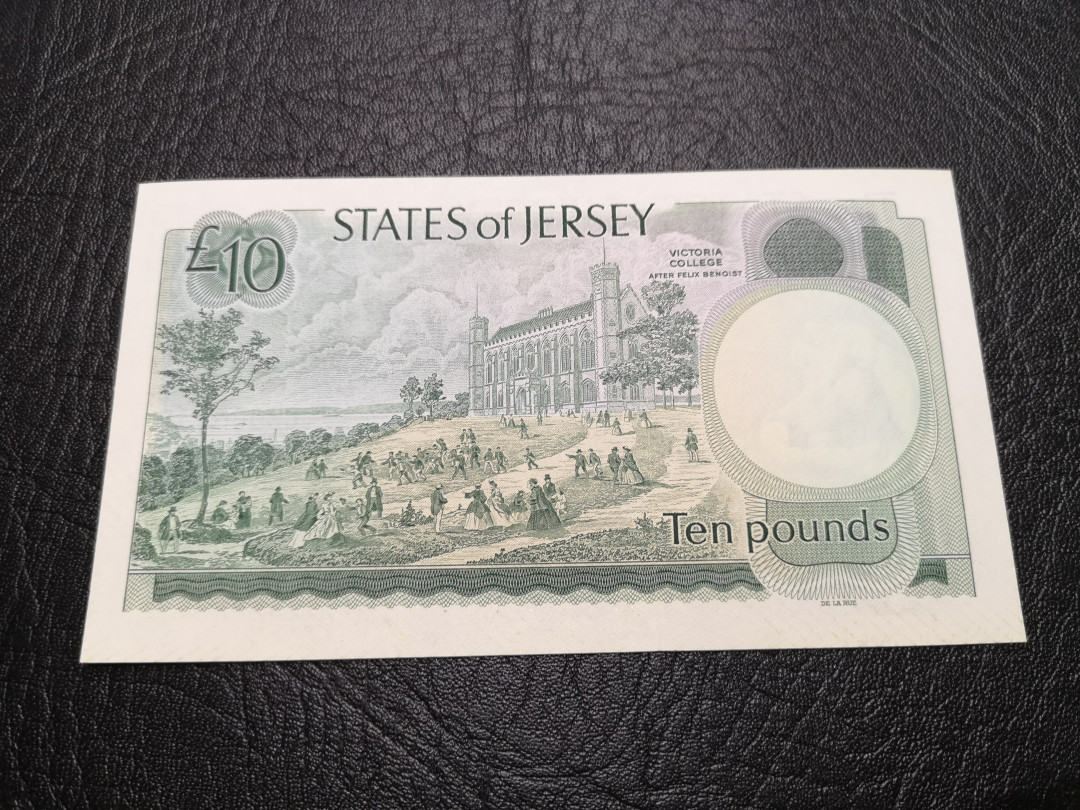 £10
STATES of JERSEY
VICTORIA
COLLEGE
AFTER FELIX BENOIST
Ten pounds
DE LA RUE